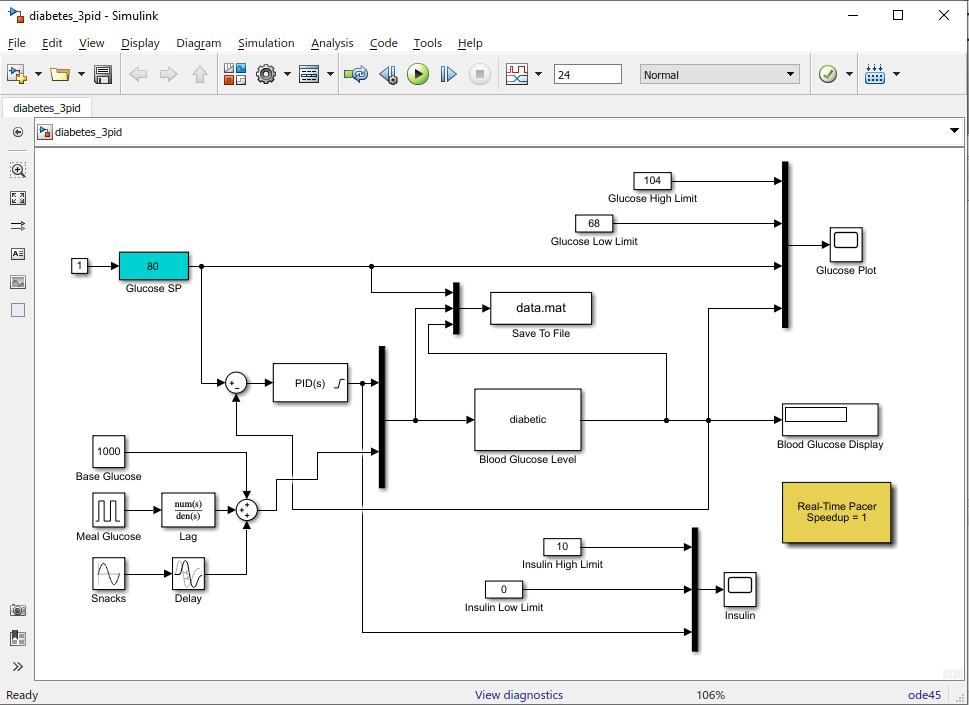 diabetes_3pid - Simulink
File Edit View Display Diagram Simulation Analysis Code Tools Help
24
Normal
diabetes_3pid
diabetes_3pid
104
Glucose High Limit
68
Glucose Low Limit
Glucose Plot
1
80
Glucose SP
data.mat
Save To File
PID(s)
diabetic
Blood Glucose Level
Blood Glucose Display
1000
Base Glucose
Meal Glucose
num(s)
den(s)
Lag
Snacks
Delay
Real-Time Pacer
Speedup = 1
10
Insulin High Limit
0
Insulin Low Limit
Insulin
Ready
View diagnostics
106%
ode45